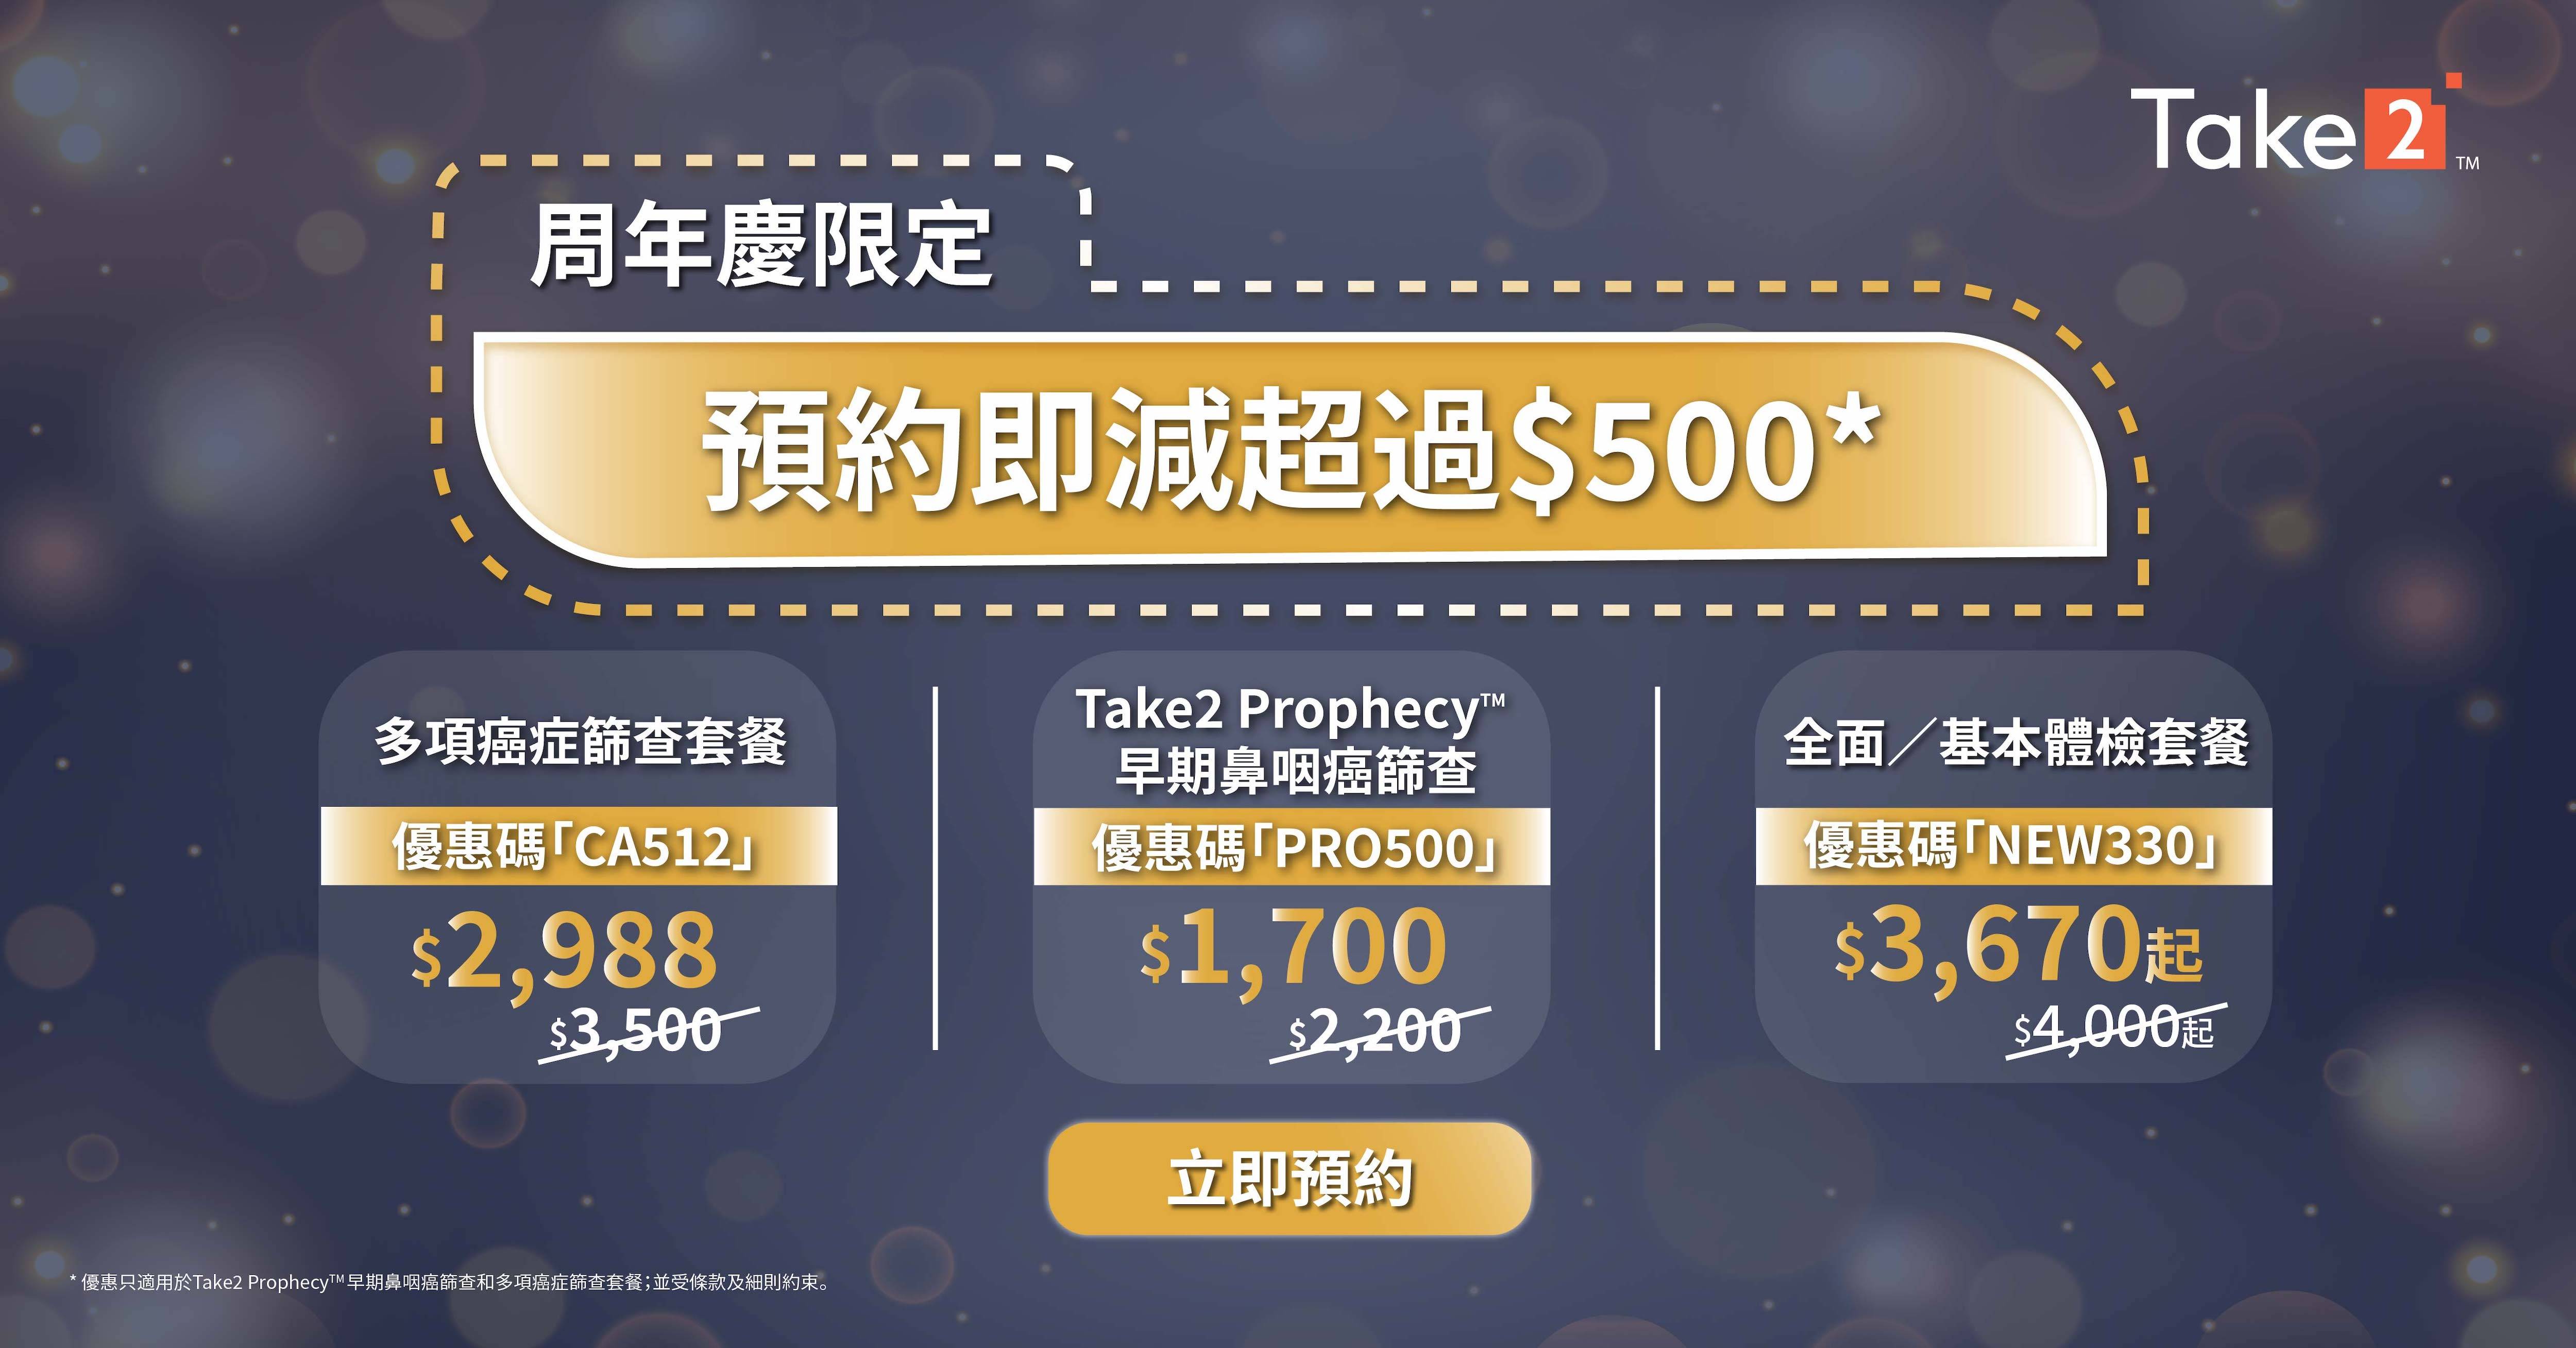 Take2™
周年慶限定
預約即減超過$500*
多項癌症篩查套餐
優惠碼「CA512」
$2,988
$3,500
Take2 Prophecy™
早期鼻咽癌篩查
優惠碼「PRO500」
$1,700
$2,200
全面／基本體檢套餐
優惠碼「NEW330」
$3,670起
$4,000起
立即預約
* 優惠只適用於Take2 Prophecy™早期鼻咽癌篩查和多項癌症篩查套餐；並受條款及細則約束。